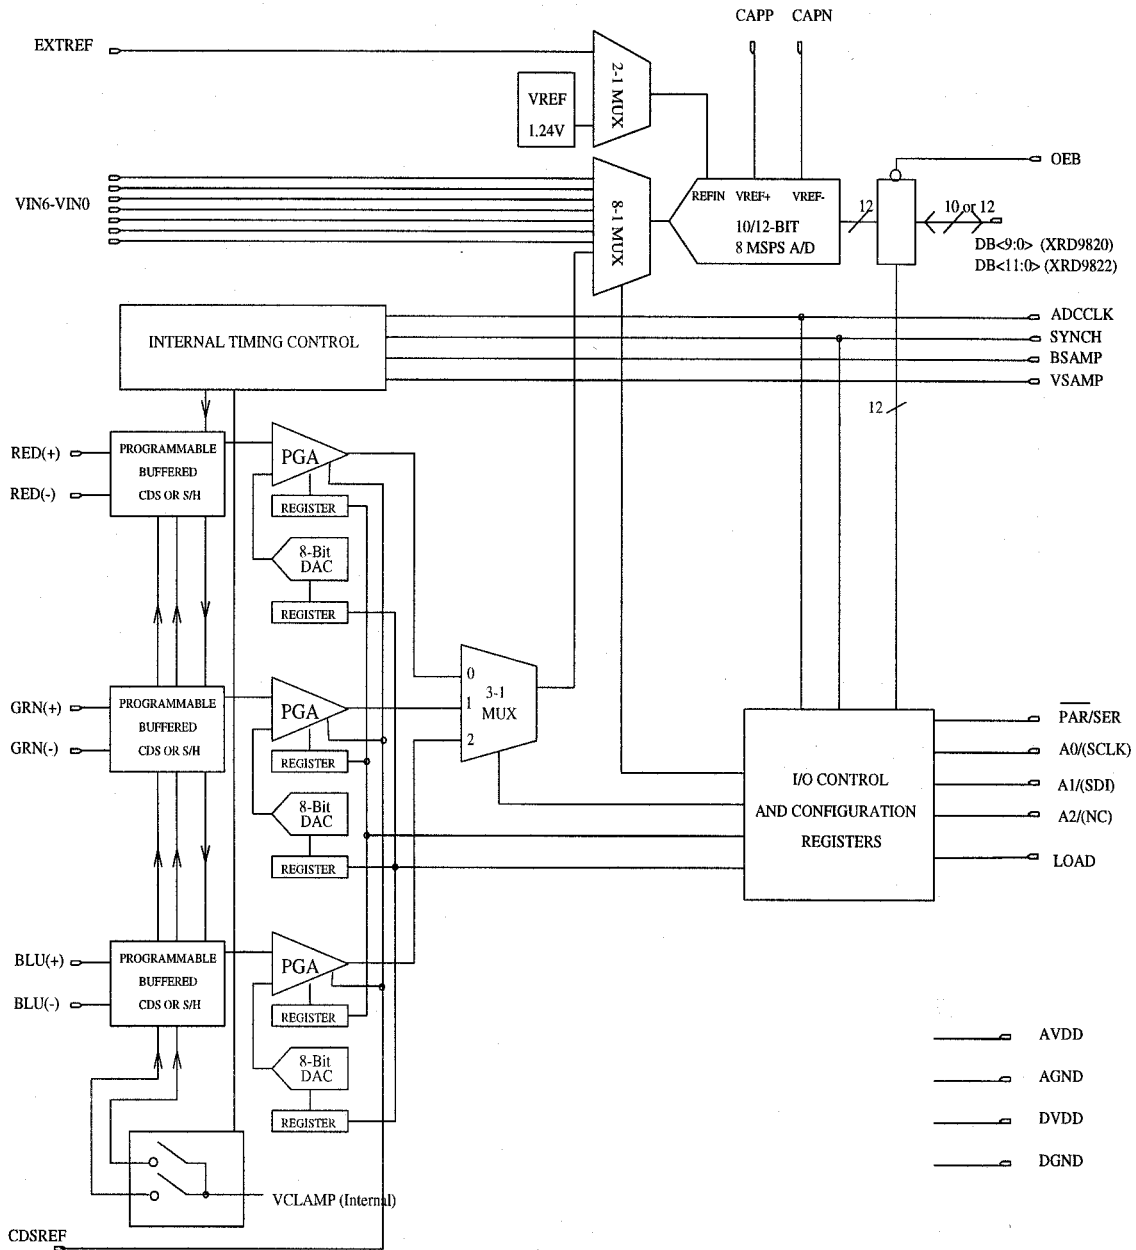 CAPP CAPN
EXTREF
2-1 MUX
VREF
1.24V
OEB
VIN6-VIN0
8-1 MUX
REFIN VREF+ VREF-
10/12-BIT
8 MSPS A/D
12
10 or 12
DB<9:0> (XRD9820)
DB<11:0> (XRD9822)
INTERNAL TIMING CONTROL
ADCCLK
SYNCH
BSAMP
VSAMP
12
RED(+)
RED(-)
PROGRAMMABLE
BUFFERED
CDS OR S/H
PGA
REGISTER
8-Bit
DAC
REGISTER
GRN(+)
GRN(-)
PROGRAMMABLE
BUFFERED
CDS OR S/H
PGA
REGISTER
8-Bit
DAC
REGISTER
0
1
2
3-1
MUX
I/O CONTROL
AND CONFIGURATION
REGISTERS
PAR/SER
A0/(SCLK)
A1/(SDI)
A2/(NC)
LOAD
BLU(+)
BLU(-)
PROGRAMMABLE
BUFFERED
CDS OR S/H
PGA
REGISTER
8-Bit
DAC
REGISTER
AVDD
AGND
DVDD
DGND
VCLAMP (Internal)
CDSREF